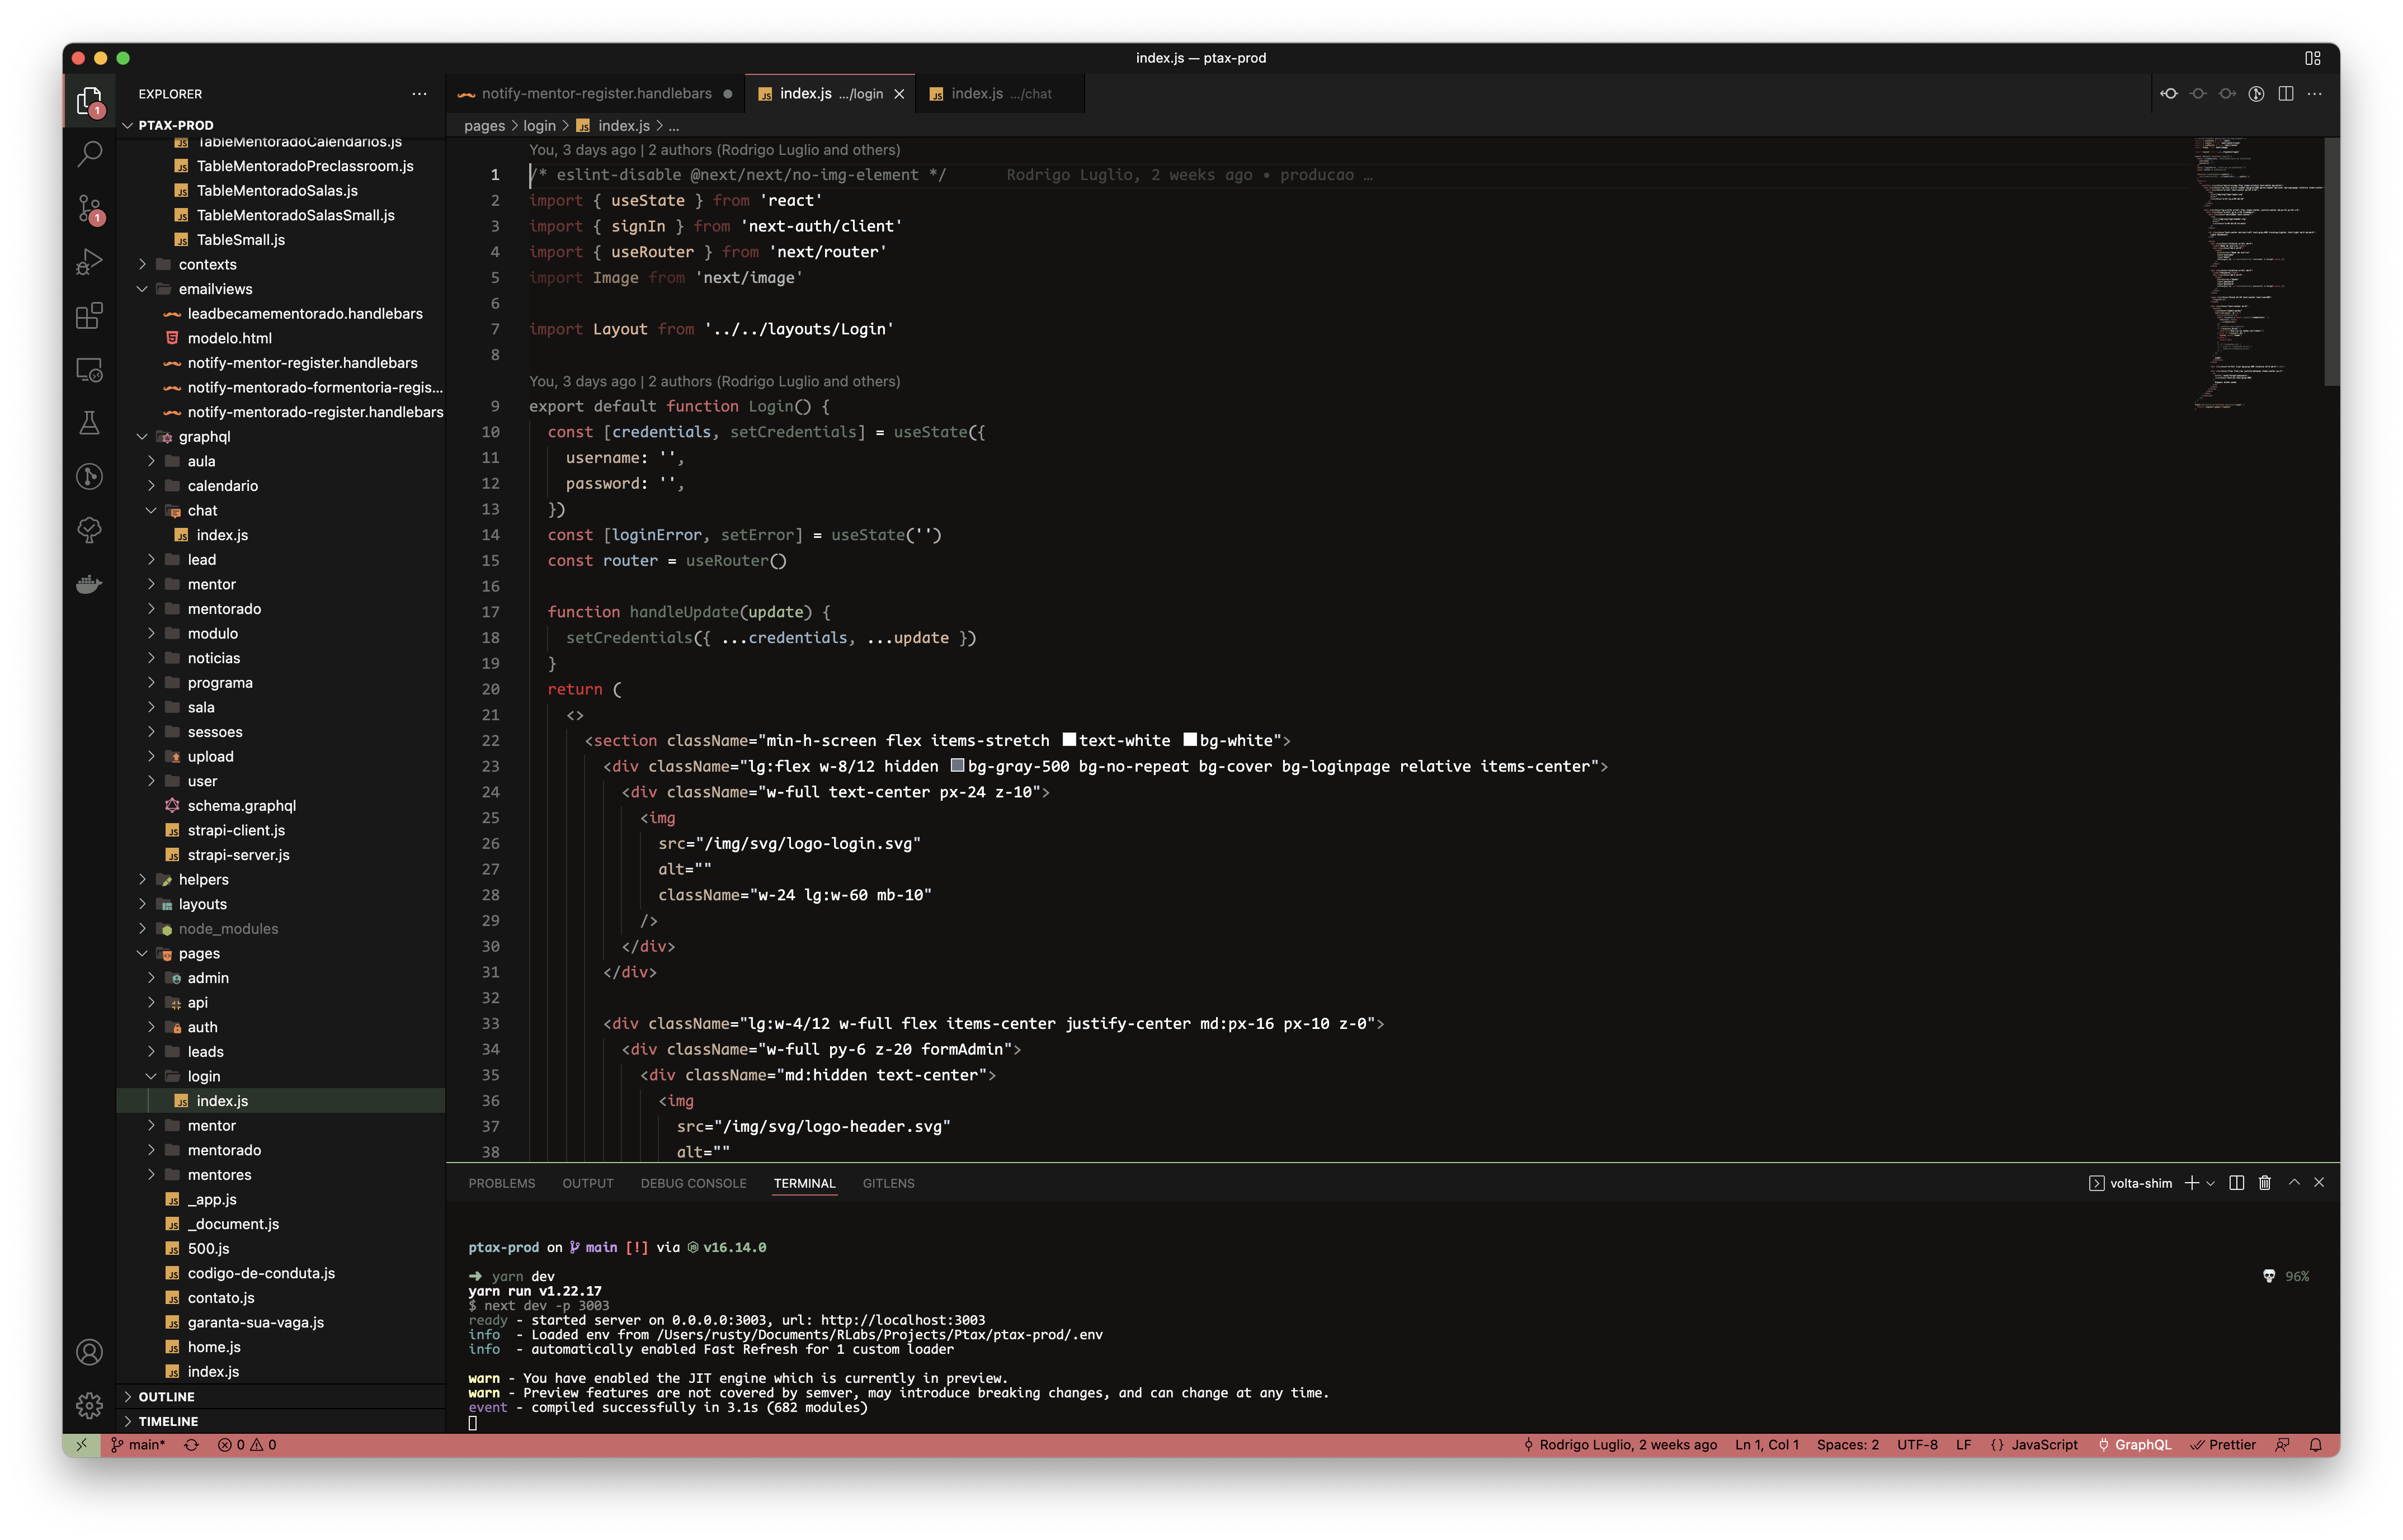 index.js — ptax-prod
EXPLORER
PTAX-PROD
TableMentoradoCalendarios.js
TableMentoradoPreclassroom.js
TableMentoradoSalas.js
TableMentoradoSalasSmall.js
TableSmall.js
contexts
emailviews
leadbecamementorado.handlebars
modelo.html
notify-mentor-register.handlebars
notify-mentorado-formentoria-regis...
notify-mentorado-register.handlebars
graphql
aula
calendario
chat
index.js
lead
mentor
mentorado
modulo
noticias
programa
sala
sessoes
upload
user
schema.graphql
strapi-client.js
strapi-server.js
helpers
layouts
node_modules
pages
admin
api
auth
leads
login
index.js
mentor
mentorado
mentores
_app.js
_document.js
500.js
codigo-de-conduta.js
contato.js
garanta-sua-vaga.js
home.js
index.js
OUTLINE
TIMELINE
1
1
notify-mentor-register.handlebars
index.js .../login
index.js .../chat
pages > login > index.js > ...
You, 3 days ago | 2 authors (Rodrigo Luglio and others)
1 /* eslint-disable @next/next/no-img-element */ Rodrigo Luglio, 2 weeks ago • producao …
2 import { useState } from 'react'
3 import { signIn } from 'next-auth/client'
4 import { useRouter } from 'next/router'
5 import Image from 'next/image'
6
7 import Layout from '../../layouts/Login'
8
You, 3 days ago | 2 authors (Rodrigo Luglio and others)
9 export default function Login() {
10 const [credentials, setCredentials] = useState({
11 username: '',
12 password: '',
13 })
14 const [loginError, setError] = useState('')
15 const router = useRouter()
16
17 function handleUpdate(update) {
18 setCredentials({ ...credentials, ...update })
19 }
20 return (
21 <>
22 <section className="min-h-screen flex items-stretch text-white bg-white">
23 <div className="lg:flex w-8/12 hidden bg-gray-500 bg-no-repeat bg-cover bg-loginpage relative items-center">
24 <div className="w-full text-center px-24 z-10">
25 <img
26 src="/img/svg/logo-login.svg"
27 alt=""
28 className="w-24 lg:w-60 mb-10"
29 />
30 </div>
31 </div>
32
33 <div className="lg:w-4/12 w-full flex items-center justify-center md:px-16 px-10 z-0">
34 <div className="w-full py-6 z-20 formAdmin">
35 <div className="md:hidden text-center">
36 <img
37 src="/img/svg/logo-header.svg"
38 alt=""
PROBLEMS OUTPUT DEBUG CONSOLE TERMINAL GITLENS
volta-shim
ptax-prod on main [!] via v16.14.0
➜ yarn dev
96%
yarn run v1.22.17
$ next dev -p 3003
ready - started server on 0.0.0.0:3003, url: http://localhost:3003
info - Loaded env from /Users/rusty/Documents/RLabs/Projects/Ptax/ptax-prod/.env
info - automatically enabled Fast Refresh for 1 custom loader
warn - You have enabled the JIT engine which is currently in preview.
warn - Preview features are not covered by semver, may introduce breaking changes, and can change at any time.
event - compiled successfully in 3.1s (682 modules)
main* 0 0
Rodrigo Luglio, 2 weeks ago Ln 1, Col 1 Spaces: 2 UTF-8 LF {} JavaScript GraphQL Prettier